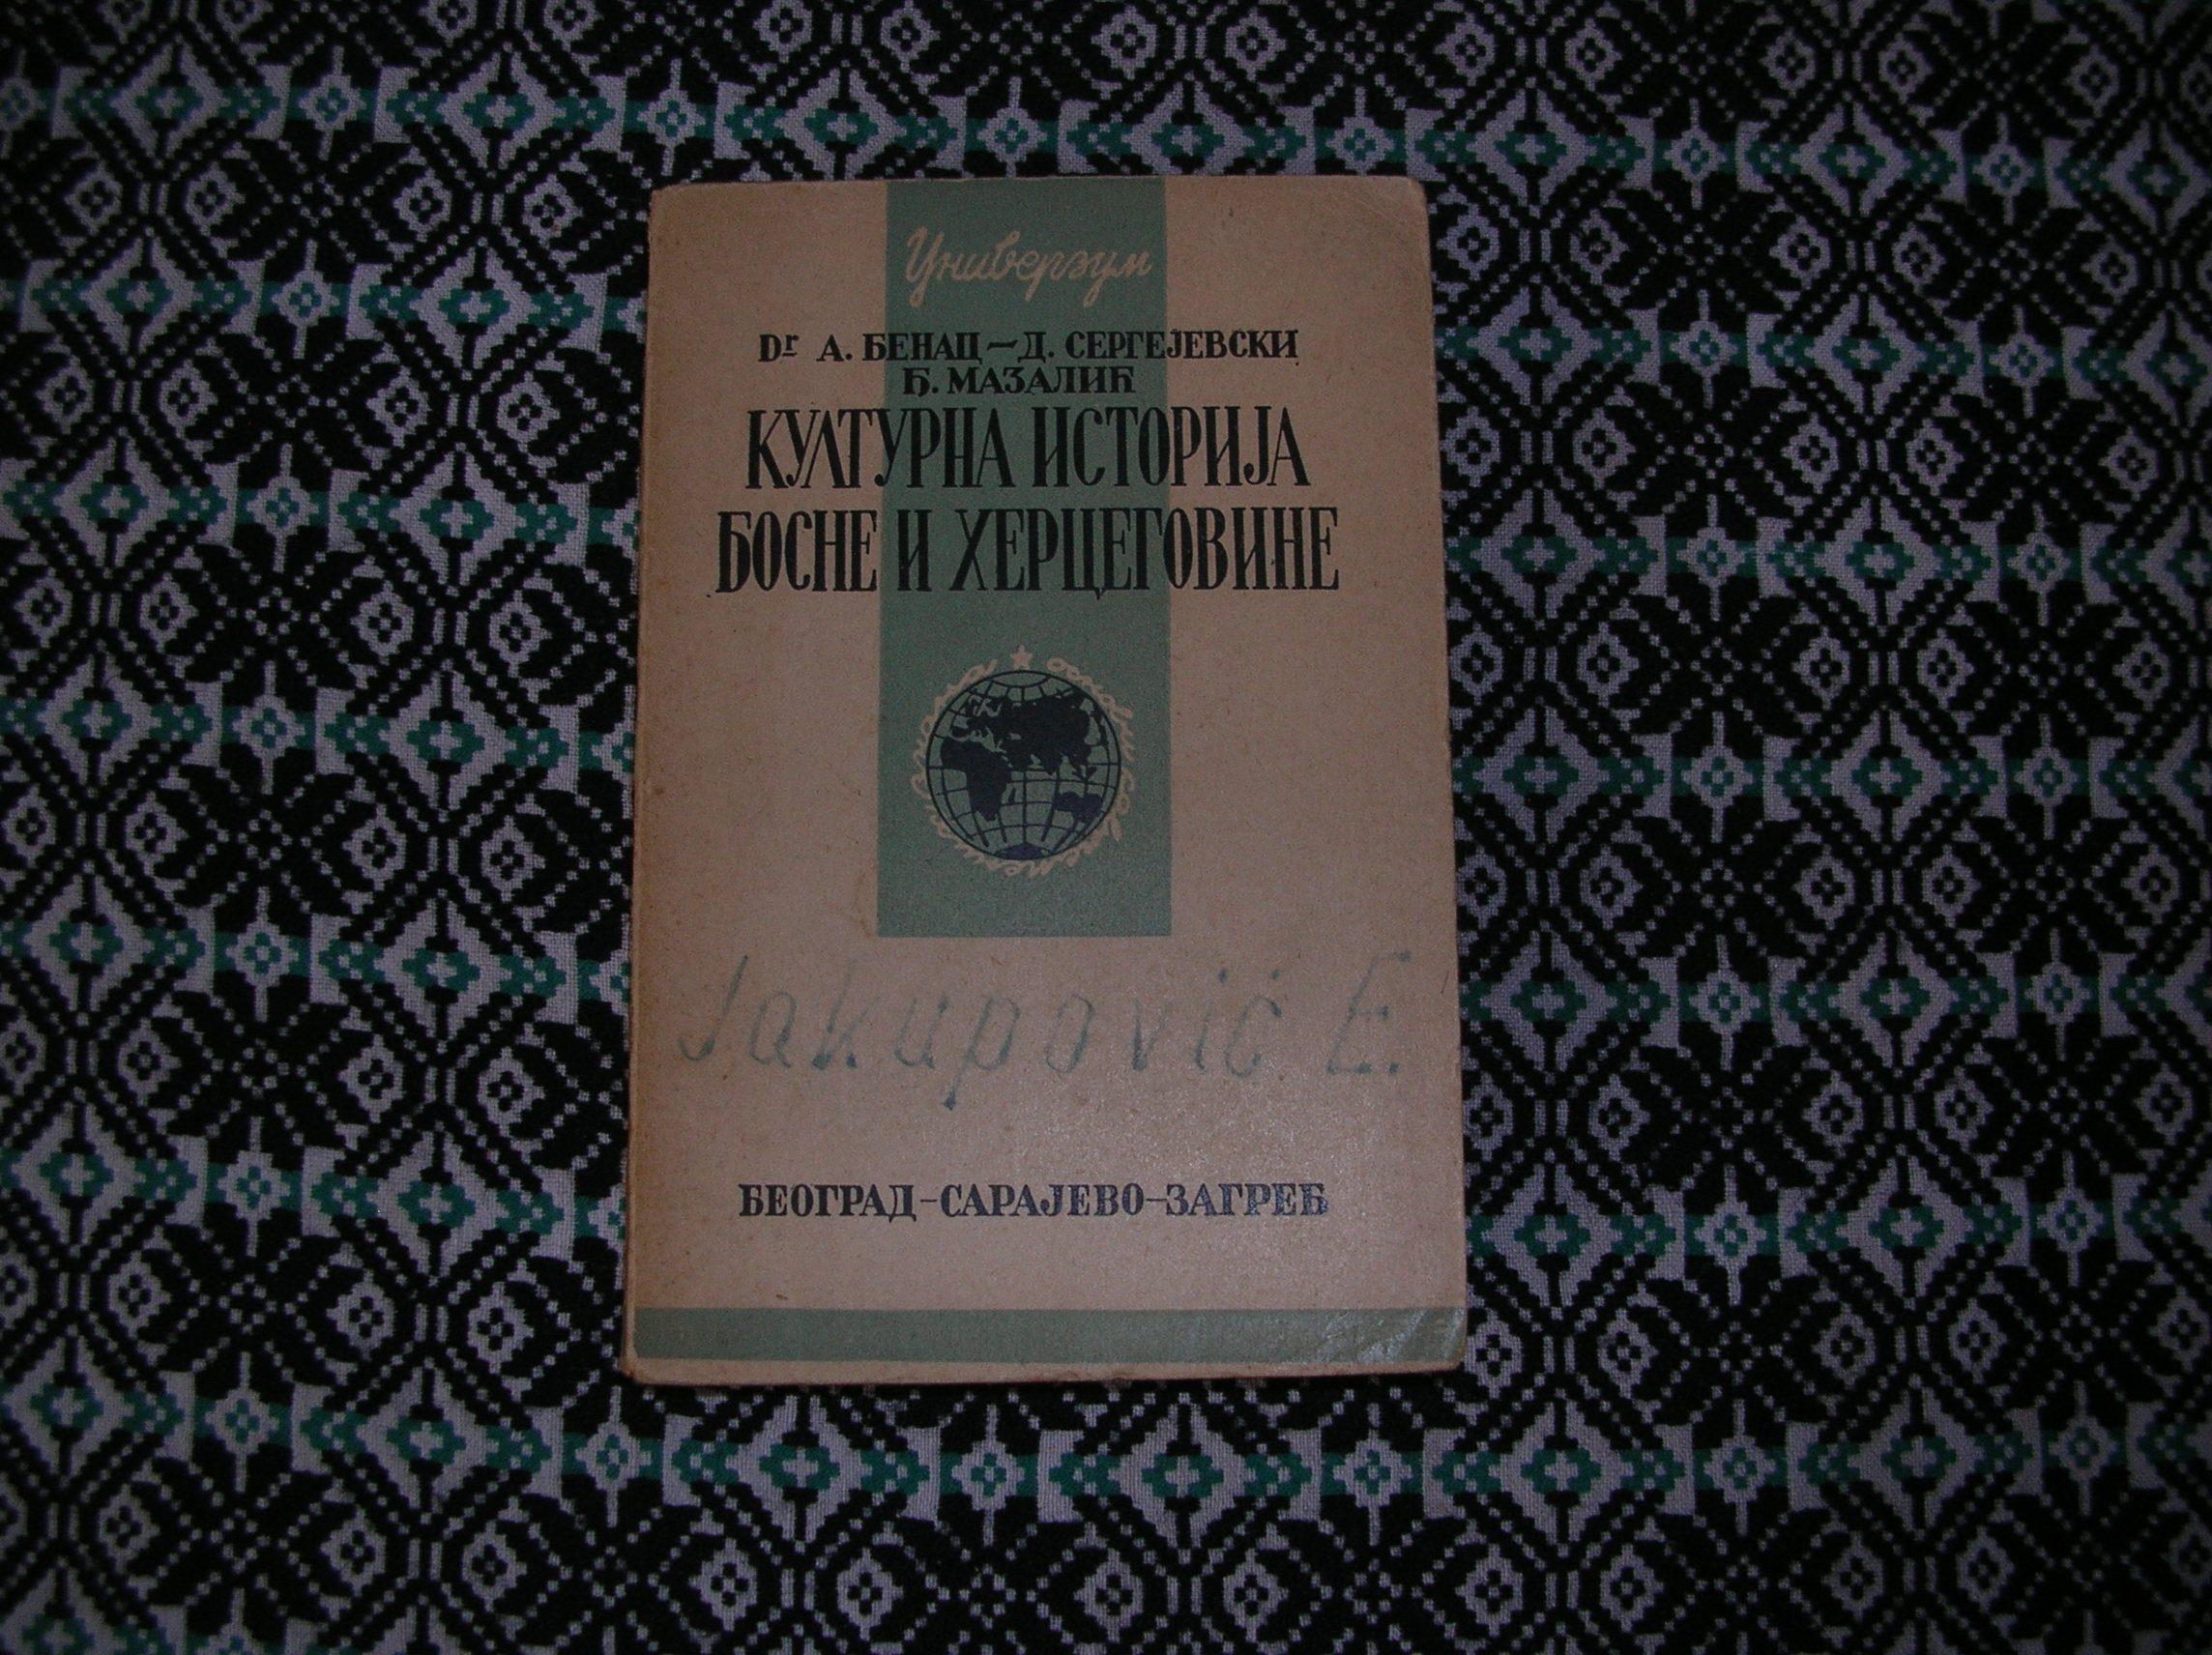 Универзум
Dr А. БЕНАЦ — Д. СЕРГЕЈЕВСКИ
Ђ. МАЗАЛИЋ
КУЛТУРНА ИСТОРИЈА
БОСНЕ И ХЕРЦЕГОВИНЕ
Jakupović E.
БЕОГРАД – САРАЈЕВО – ЗАГРЕБ